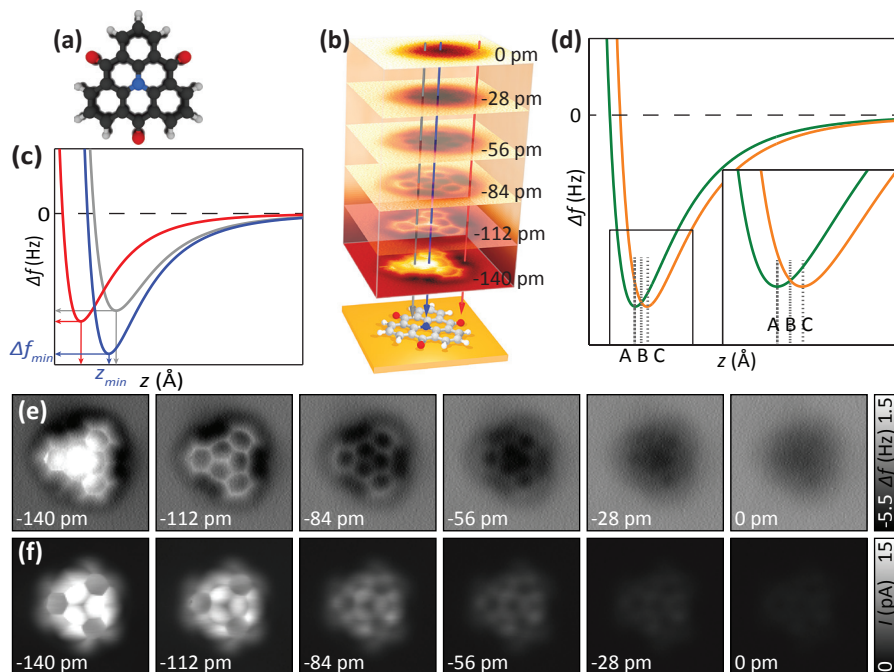 (a)
(b)
0 pm
-28 pm
-56 pm
-84 pm
-112 pm
-140 pm
(c)
0
Δf (Hz)
Δf_min
z_min
z (Å)
(d)
0
Δf (Hz)
A B C
A B C
z (Å)
(e)
-140 pm
-112 pm
-84 pm
-56 pm
-28 pm
0 pm
-5.5 Δf (Hz) 1.5
(f)
-140 pm
-112 pm
-84 pm
-56 pm
-28 pm
0 pm
0 I (pA) 15